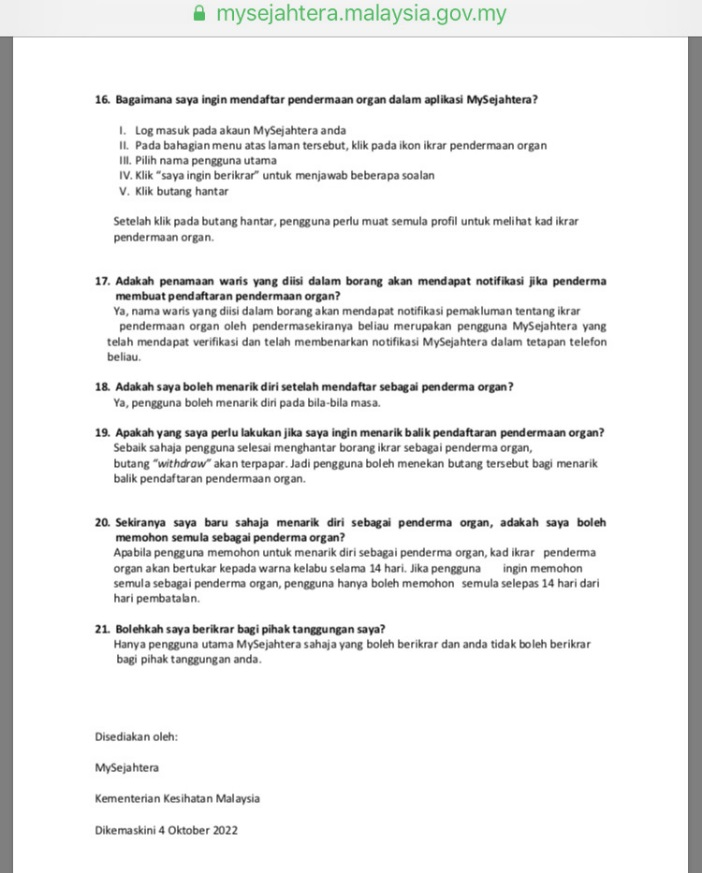 mysejahtera.malaysia.gov.my
16. Bagaimana saya ingin mendaftar pendermaan organ dalam aplikasi MySejahtera?
I. Log masuk pada akaun MySejahtera anda
II. Pada bahagian menu atas laman tersebut, klik pada ikon ikrar pendermaan organ
III. Pilih nama pengguna utama
IV. Klik "saya ingin berikrar" untuk menjawab beberapa soalan
V. Klik butang hantar
Setelah klik pada butang hantar, pengguna perlu muat semula profil untuk melihat kad ikrar
pendermaan organ.
17. Adakah penamaan waris yang diisi dalam borang akan mendapat notifikasi jika penderma
membuat pendaftaran pendermaan organ?
Ya, nama waris yang diisi dalam borang akan mendapat notifikasi pemakluman tentang ikrar
pendermaan organ oleh pendermasekiranya beliau merupakan pengguna MySejahtera yang
telah mendapat verifikasi dan telah membenarkan notifikasi MySejahtera dalam tetapan telefon
beliau.
18. Adakah saya boleh menarik diri setelah mendaftar sebagai penderma organ?
Ya, pengguna boleh menarik diri pada bila-bila masa.
19. Apakah yang saya perlu lakukan jika saya ingin menarik balik pendaftaran pendermaan organ?
Sebaik sahaja pengguna selesai menghantar borang ikrar sebagai penderma organ,
butang "withdraw" akan terpapar. Jadi pengguna boleh menekan butang tersebut bagi menarik
balik pendaftaran pendermaan organ.
20. Sekiranya saya baru sahaja menarik diri sebagai penderma organ, adakah saya boleh
memohon semula sebagai penderma organ?
Apabila pengguna memohon untuk menarik diri sebagai penderma organ, kad ikrar penderma
organ akan bertukar kepada warna kelabu selama 14 hari. Jika pengguna ingin memohon
semula sebagai penderma organ, pengguna hanya boleh memohon semula selepas 14 hari dari
hari pembatalan.
21. Bolehkah saya berikrar bagi pihak tanggungan saya?
Hanya pengguna utama MySejahtera sahaja yang boleh berikrar dan anda tidak boleh berikrar
bagi pihak tanggungan anda.
Disediakan oleh:
MySejahtera
Kementerian Kesihatan Malaysia
Dikemaskini 4 Oktober 2022